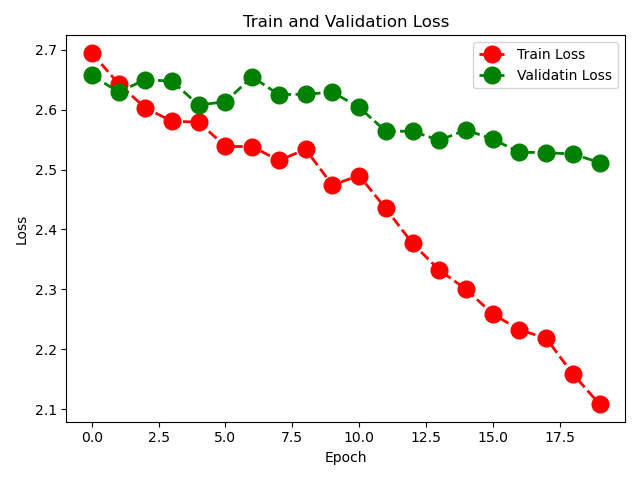 Train and Validation Loss
Train Loss
Validatin Loss
2.7
2.6
2.5
2.4
2.3
2.2
2.1
Loss
0.0 2.5 5.0 7.5 10.0 12.5 15.0 17.5
Epoch